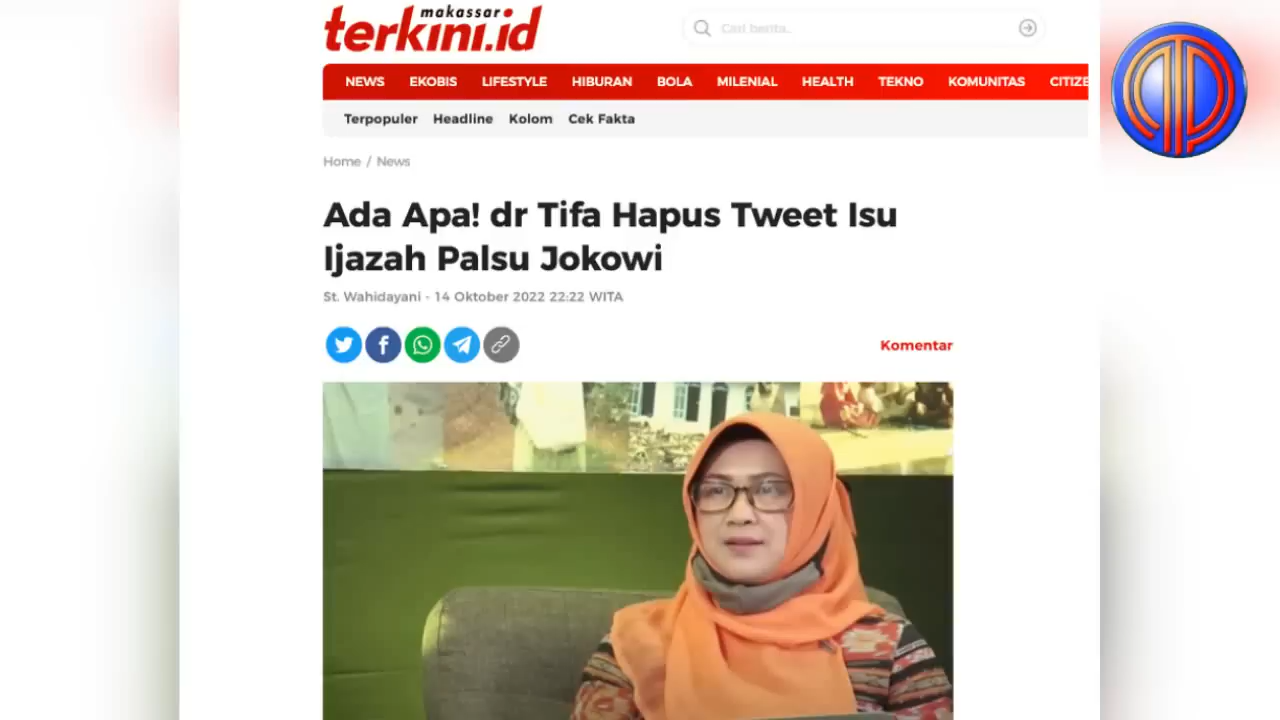 makassar
terkini.id
Cari berita..
NEWS EKOBIS LIFESTYLE HIBURAN BOLA MILENIAL HEALTH TEKNO KOMUNITAS CITIZE
Terpopuler Headline Kolom Cek Fakta
Home / News
Ada Apa! dr Tifa Hapus Tweet Isu
Ijazah Palsu Jokowi
St. Wahidayani - 14 Oktober 2022 22:22 WITA
Komentar